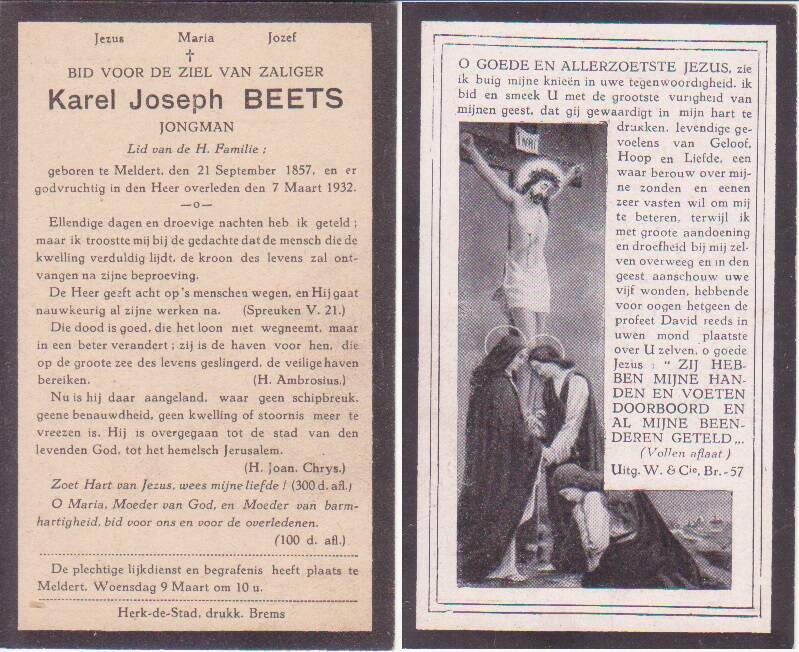 Jezus Maria Jozef
BID VOOR DE ZIEL VAN ZALIGER
Karel Joseph BEETS
JONGMAN
Lid van de H. Familie ;
geboren te Meldert, den 21 September 1857, en er
godvruchtig in den Heer overleden den 7 Maart 1932.
—o—
Ellendige dagen en droevige nachten heb ik geteld ;
maar ik troostte mij bij de gedachte dat de mensch die de
kwelling verduldig lijdt, de kroon des levens zal ont-
vangen na zijne beproeving.
De Heer geeft acht op's menschen wegen, en Hij gaat
nauwkeurig al zijne werken na. (Spreuken V. 21.)
Die dood is goed, die het loon niet wegneemt, maar
in een beter verandert ; zij is de haven voor hen, die
op de groote zee des levens geslingerd, de veilige haven
bereiken. (H. Ambrosius.)
Nu is hij daar aangeland, waar geen schipbreuk,
geene benauwdheid, geen kwelling of stoornis meer te
vreezen is. Hij is overgegaan tot de stad van den
levenden God, tot het hemelsch Jerusalem.
(H. Joan. Chrys.)
Zoet Hart van Jezus, wees mijne liefde ! (300 d. afl.)
O Maria, Moeder van God, en Moeder van barm-
hartigheid, bid voor ons en voor de overledenen.
(100 d. afl.)
De plechtige lijkdienst en begrafenis heeft plaats te
Meldert, Woensdag 9 Maart om 10 u.
Herk-de-Stad, drukk. Brems
O GOEDE EN ALLERZOETSTE JEZUS, zie
ik buig mijne knieën in uwe tegenwoordigheid, ik
bid en smeek U met de grootste vurigheid van
mijnen geest, dat gij gewaardigt in mijn hart te
drukken, levendige ge-
voelens van Geloof,
Hoop en Liefde, een
waar berouw over mij-
ne zonden en eenen
zeer vasten wil om mij
te beteren, terwijl ik
met groote aandoening
en droefheid bij mij zel-
ven overweeg en in den
geest aanschouw uwe
vijf wonden, hebbende
voor oogen hetgeen de
profeet David reeds in
uwen mond plaatste
over U zelven, o goede
Jezus : "ZIJ HEB-
BEN MIJNE HAN-
DEN EN VOETEN
DOORBOORD EN
AL MIJNE BEEN-
DEREN GETELD„.
(Vollen aflaat)
Uitg. W. & Cie, Br.-57
INRI